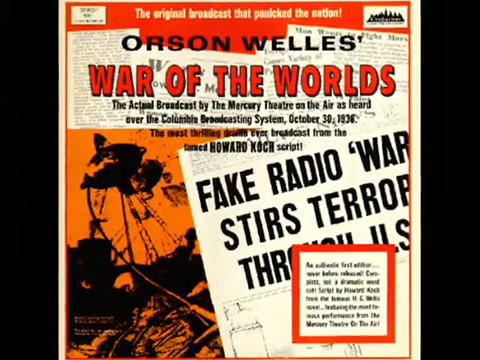 The original broadcast that panicked the nation!
ORSON WELLES'
WAR OF THE WORLDS
The Actual Broadcast by The Mercury Theatre on the Air as heard
over the Columbia Broadcasting System, October 30, 1938.
The most thrilling drama ever broadcast from the
famed HOWARD KOCH script!
FAKE RADIO 'WAR
STIRS TERROR
THROUGH U.S
An authentic first edition...
never before released! Com-
plete, not a dramatic word
cut! Script by Howard Koch
from the famous H. G. Wells
novel...featuring the most fa-
mous performance from The
Mercury Theatre On The Air!